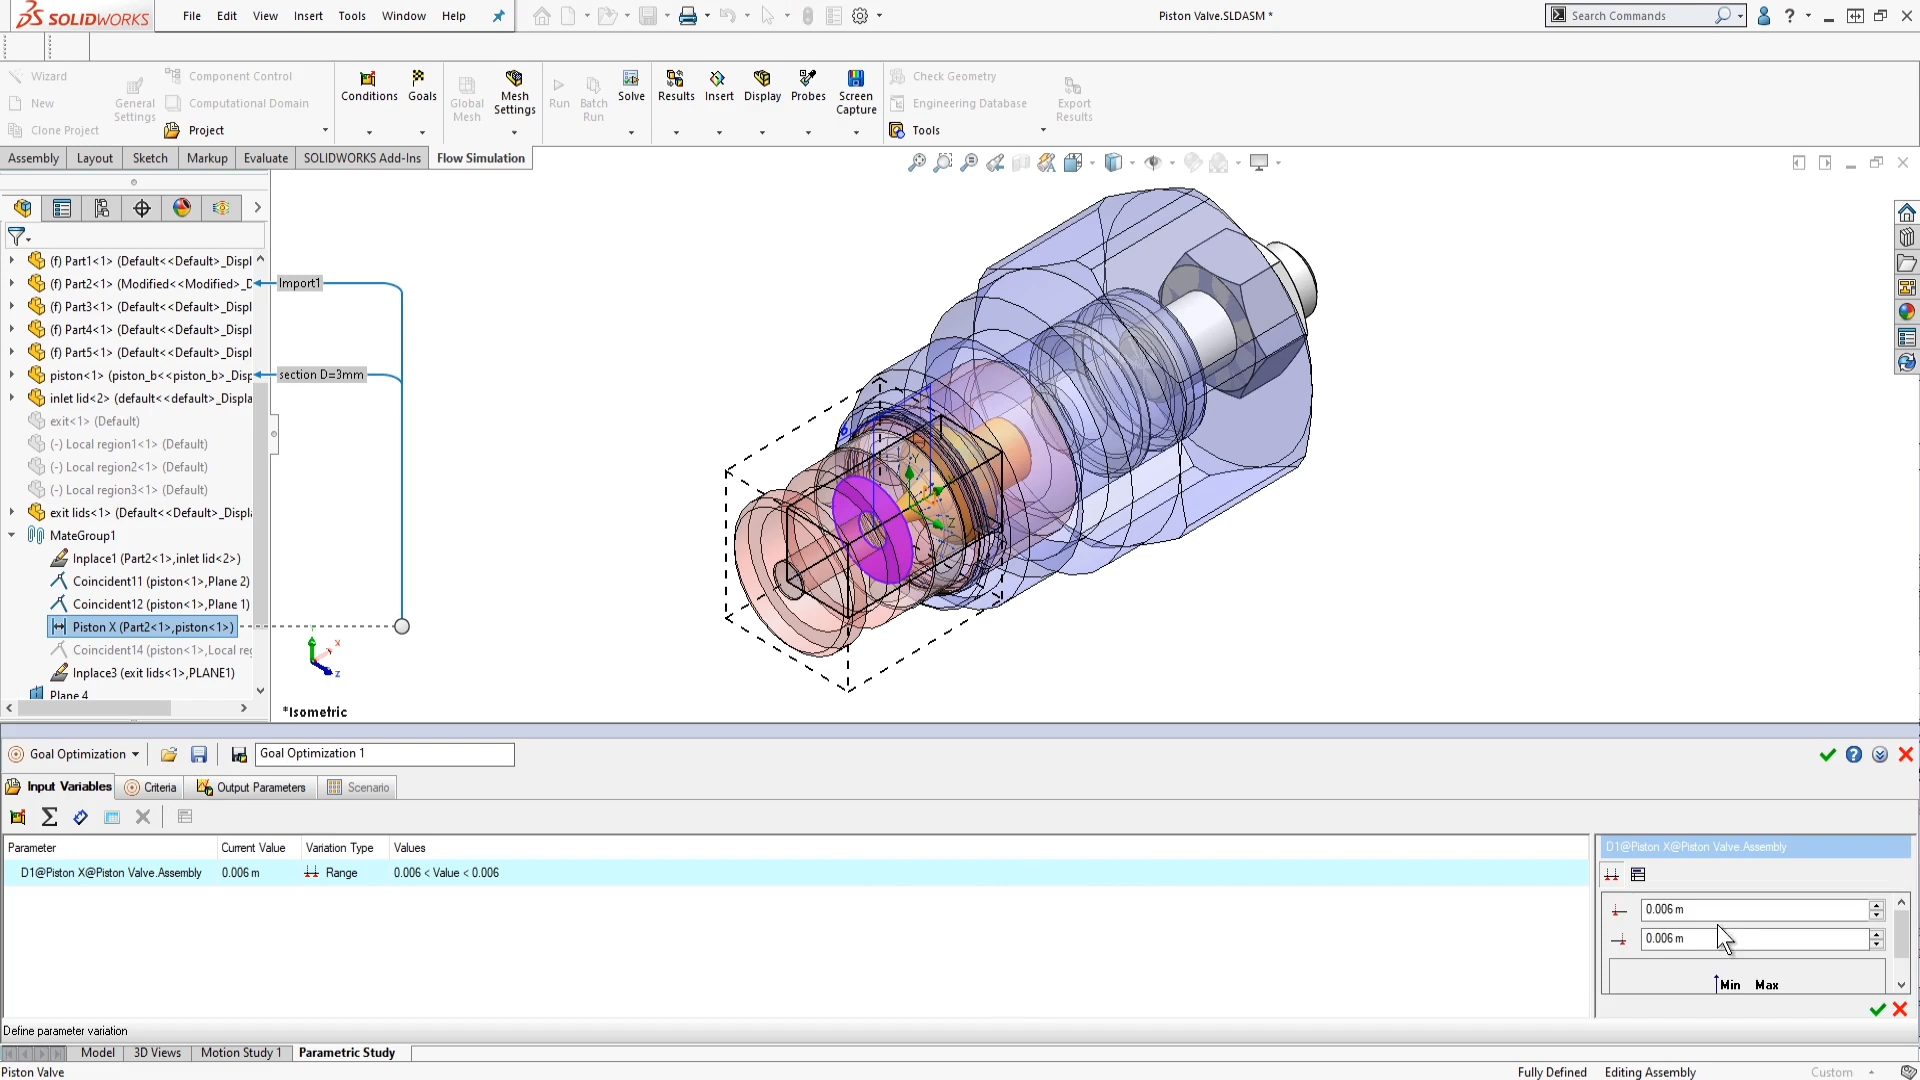 SOLIDWORKS
File Edit View Insert Tools Window Help
Piston Valve.SLDASM *
Search Commands
Wizard
New
Clone Project
General Settings
Component Control
Computational Domain
Project
Conditions
Goals
Global Mesh
Mesh Settings
Run
Batch Run
Solve
Results
Insert
Display
Probes
Screen Capture
Check Geometry
Engineering Database
Tools
Export Results
Assembly Layout Sketch Markup Evaluate SOLIDWORKS Add-Ins Flow Simulation
(f) Part1<1> (Default<<Default>_Displ
(f) Part2<1> (Modified<<Modified>_D
Import1
(f) Part3<1> (Default<<Default>_Displ
(f) Part4<1> (Default<<Default>_Displ
(f) Part5<1> (Default<<Default>_Displ
piston<1> (piston_b<<piston_b>_Disp
section D=3mm
inlet lid<2> (default<<default>_Displa
exit<1> (Default)
(-) Local region1<1> (Default)
(-) Local region2<1> (Default)
(-) Local region3<1> (Default)
exit lids<1> (Default<<Default>_Displa
MateGroup1
Inplace1 (Part2<1>,inlet lid<2>)
Coincident11 (piston<1>,Plane 2)
Coincident12 (piston<1>,Plane 1)
Piston X (Part2<1>,piston<1>)
Coincident14 (piston<1>,Local reg
Inplace3 (exit lids<1>,PLANE1)
Plane 4
*Isometric
Goal Optimization
Goal Optimization 1
Input Variables Criteria Output Parameters Scenario
Parameter Current Value Variation Type Values
D1@Piston X@Piston Valve.Assembly 0.006 m Range 0.006 < Value < 0.006
D1@Piston X@Piston Valve.Assembly
0.006 m
0.006 m
Min Max
Define parameter variation
Model 3D Views Motion Study 1 Parametric Study
Piston Valve
Fully Defined Editing Assembly Custom